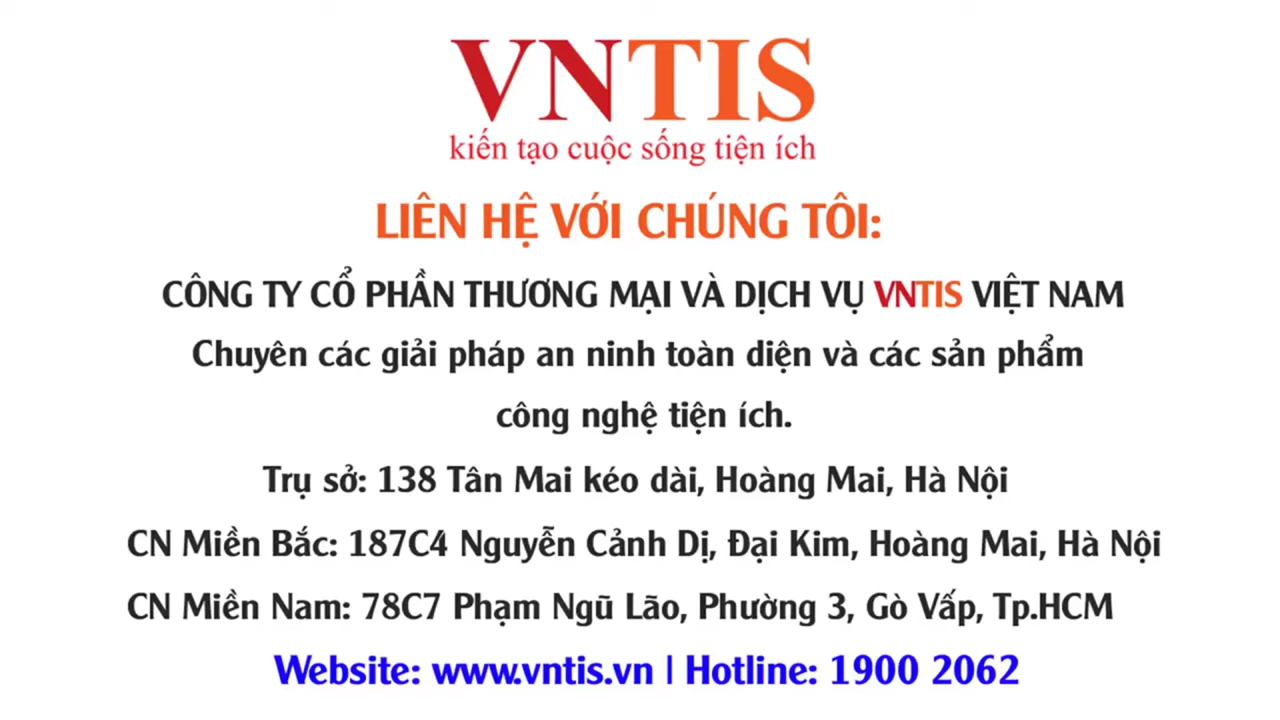 VNTIS
kiến tạo cuộc sống tiện ích
LIÊN HỆ VỚI CHÚNG TÔI:
CÔNG TY CỔ PHẦN THƯƠNG MẠI VÀ DỊCH VỤ VNTIS VIỆT NAM
Chuyên các giải pháp an ninh toàn diện và các sản phẩm
công nghệ tiện ích.
Trụ sở: 138 Tân Mai kéo dài, Hoàng Mai, Hà Nội
CN Miền Bắc: 187C4 Nguyễn Cảnh Dị, Đại Kim, Hoàng Mai, Hà Nội
CN Miền Nam: 78C7 Phạm Ngũ Lão, Phường 3, Gò Vấp, Tp.HCM
Website: www.vntis.vn | Hotline: 1900 2062